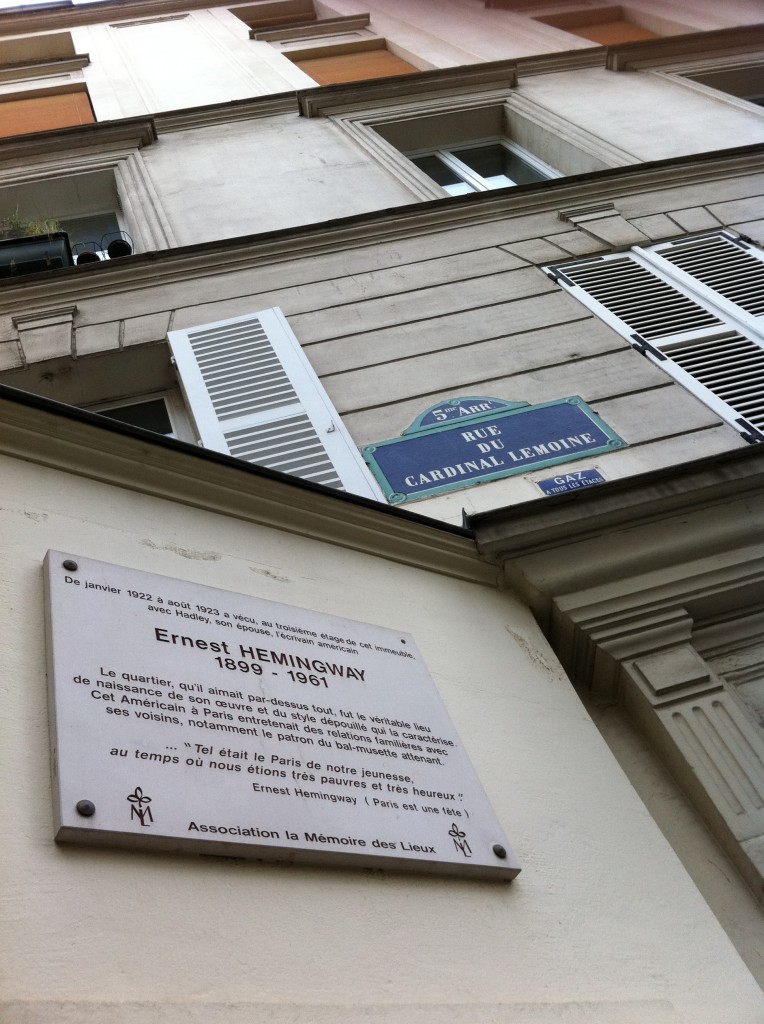 5me ARRt
RUE
DU
CARDINAL LEMOINE
GAZ
A TOUS LES ÉTAGES
De janvier 1922 à août 1923 a vécu, au troisième étage de cet immeuble,
avec Hadley, son épouse, l'écrivain américain
Ernest HEMINGWAY
1899 - 1961
Le quartier, qu'il aimait par-dessus tout, fut le véritable lieu
de naissance de son œuvre et du style dépouillé qui la caractérise.
Cet Américain à Paris entretenait des relations familières avec
ses voisins, notamment le patron du bal-musette attenant.
... "Tel était le Paris de notre jeunesse,
au temps où nous étions très pauvres et très heureux".
Ernest Hemingway ( Paris est une fête )
Association la Mémoire des Lieux